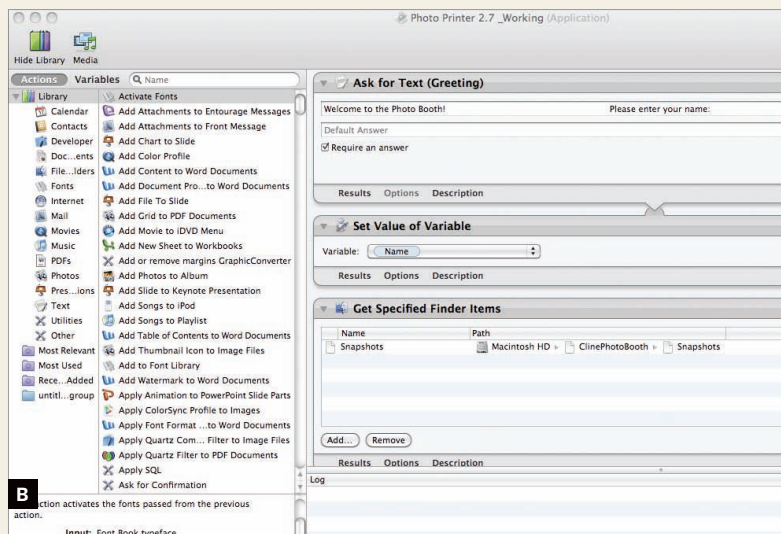 Photo Printer 2.7 _Working (Application)
Hide Library Media
Actions Variables Name
Library
Calendar
Contacts
Developer
Doc...ents
File...lders
Fonts
Internet
Mail
Movies
Music
PDFs
Photos
Pres...ions
Text
Utilities
Other
Most Relevant
Most Used
Rece...Added
untitl...group
Activate Fonts
Add Attachments to Entourage Messages
Add Attachments to Front Message
Add Chart to Slide
Add Color Profile
Add Content to Word Documents
Add Document Pro...to Word Documents
Add File To Slide
Add Grid to PDF Documents
Add Movie to iDVD Menu
Add New Sheet to Workbooks
Add or remove margins GraphicConverter
Add Photos to Album
Add Slide to Keynote Presentation
Add Songs to iPod
Add Songs to Playlist
Add Table of Contents to Word Documents
Add Thumbnail Icon to Image Files
Add to Font Library
Add Watermark to Word Documents
Apply Animation to PowerPoint Slide Parts
Apply ColorSync Profile to Images
Apply Font Format ...to Word Documents
Apply Quartz Com... Filter to Image Files
Apply Quartz Filter to PDF Documents
Apply SQL
Ask for Confirmation
B
ction activates the fonts passed from the previous
action.
Input: Font Book typeface
Ask for Text (Greeting)
Welcome to the Photo Booth! Please enter your name:
Default Answer
Require an answer
Results Options Description
Set Value of Variable
Variable: Name
Results Options Description
Get Specified Finder Items
Name Path
Snapshots Macintosh HD ClinePhotoBooth Snapshots
Add... Remove
Results Options Description
Log